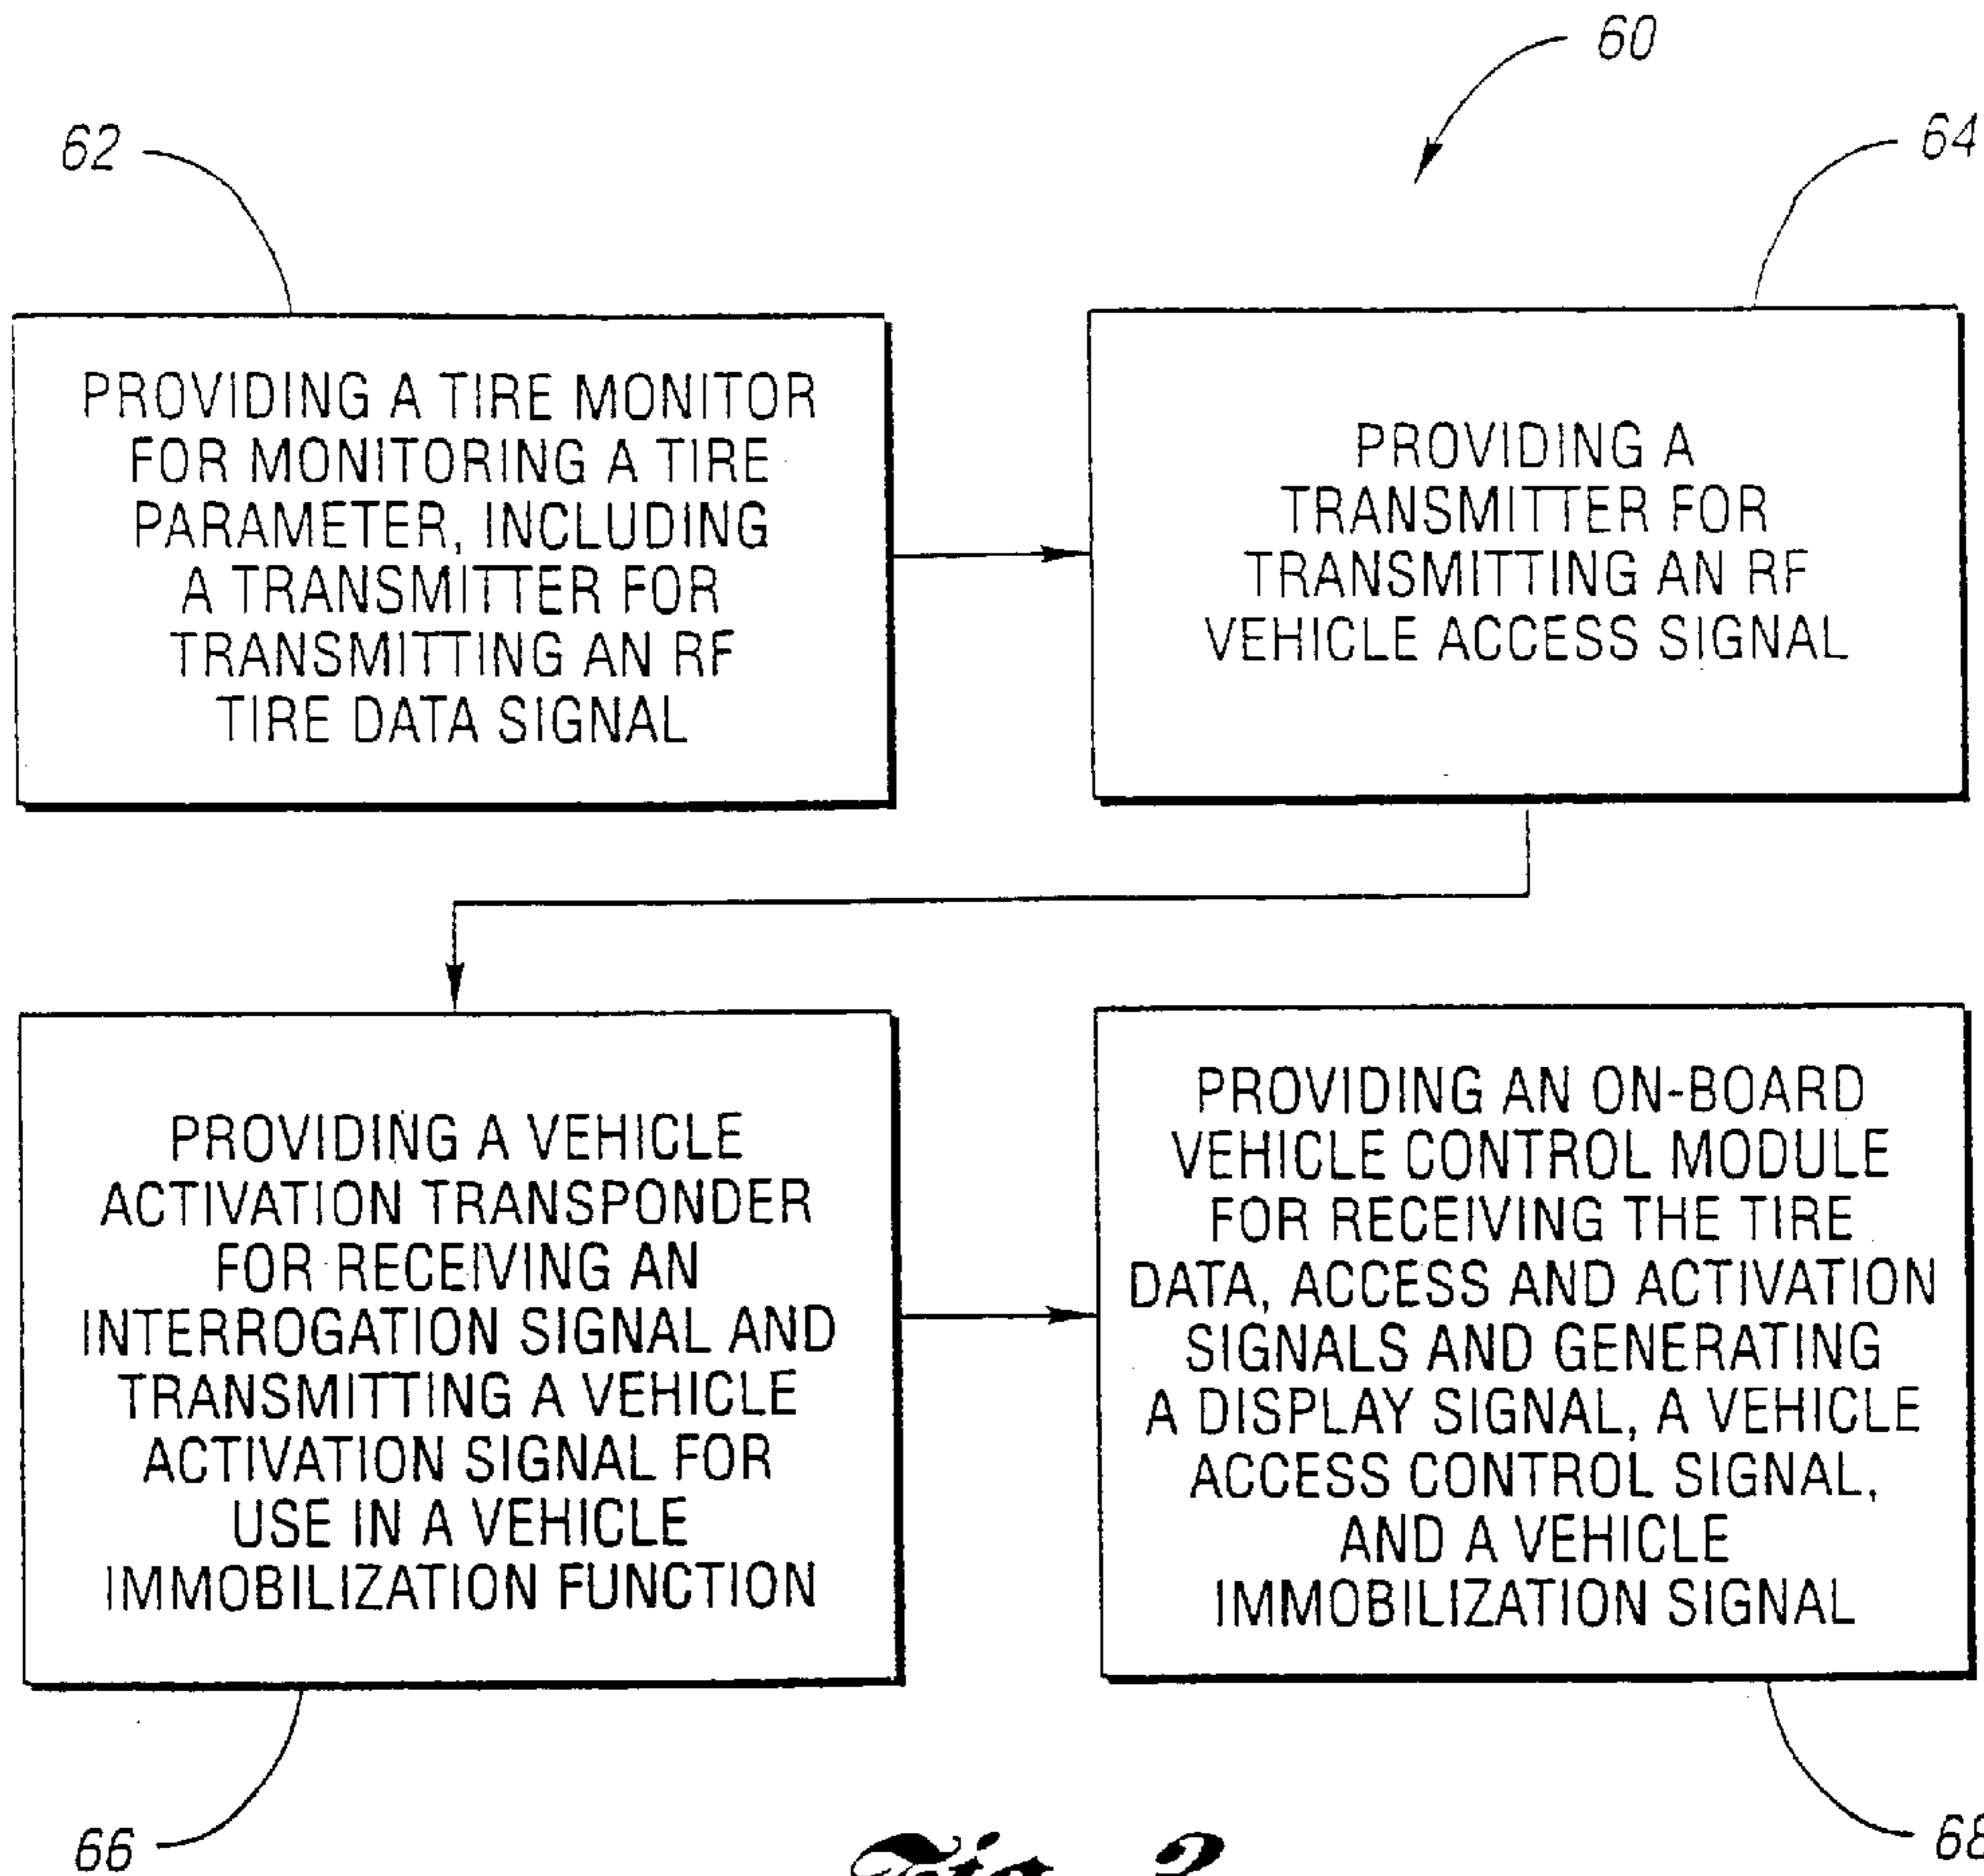 60
62
64
PROVIDING A TIRE MONITOR
FOR MONITORING A TIRE
PARAMETER, INCLUDING
A TRANSMITTER FOR
TRANSMITTING AN RF
TIRE DATA SIGNAL
PROVIDING A
TRANSMITTER FOR
TRANSMITTING AN RF
VEHICLE ACCESS SIGNAL
PROVIDING A VEHICLE
ACTIVATION TRANSPONDER
FOR RECEIVING AN
INTERROGATION SIGNAL AND
TRANSMITTING A VEHICLE
ACTIVATION SIGNAL FOR
USE IN A VEHICLE
IMMOBILIZATION FUNCTION
PROVIDING AN ON-BOARD
VEHICLE CONTROL MODULE
FOR RECEIVING THE TIRE
DATA, ACCESS AND ACTIVATION
SIGNALS AND GENERATING
A DISPLAY SIGNAL, A VEHICLE
ACCESS CONTROL SIGNAL,
AND A VEHICLE
IMMOBILIZATION SIGNAL
66
68